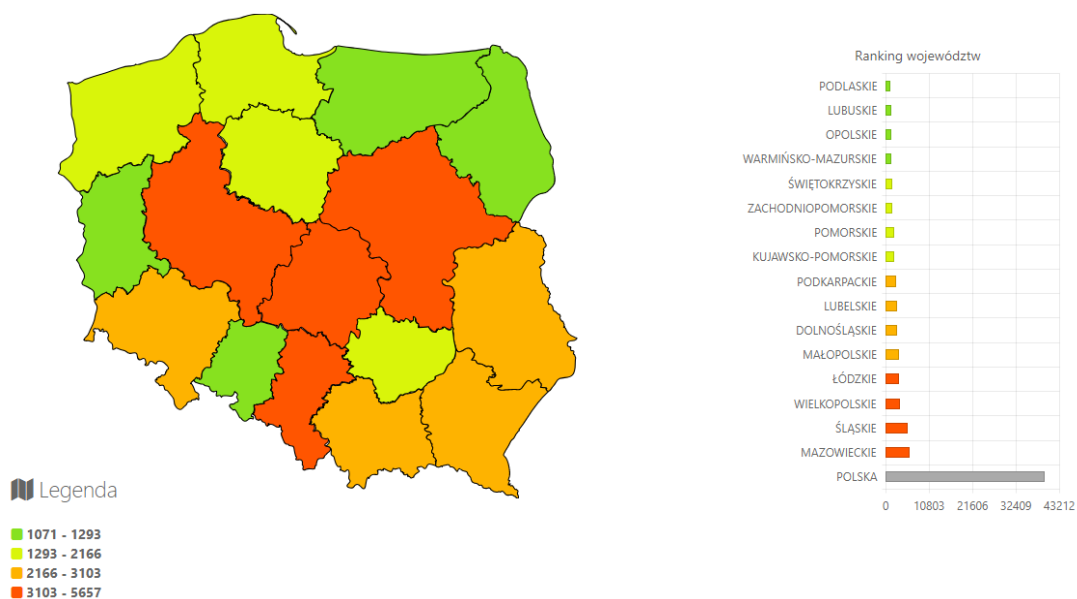 Ranking województw
PODLASKIE
LUBUSKIE
OPOLSKIE
WARMIŃSKO-MAZURSKIE
ŚWIĘTOKRZYSKIE
ZACHODNIOPOMORSKIE
POMORSKIE
KUJAWSKO-POMORSKIE
PODKARPACKIE
LUBELSKIE
DOLNOŚLĄSKIE
MAŁOPOLSKIE
ŁÓDZKIE
WIELKOPOLSKIE
ŚLĄSKIE
MAZOWIECKIE
POLSKA
0 10803 21606 32409 43212
Legenda
1071 - 1293
1293 - 2166
2166 - 3103
3103 - 5657